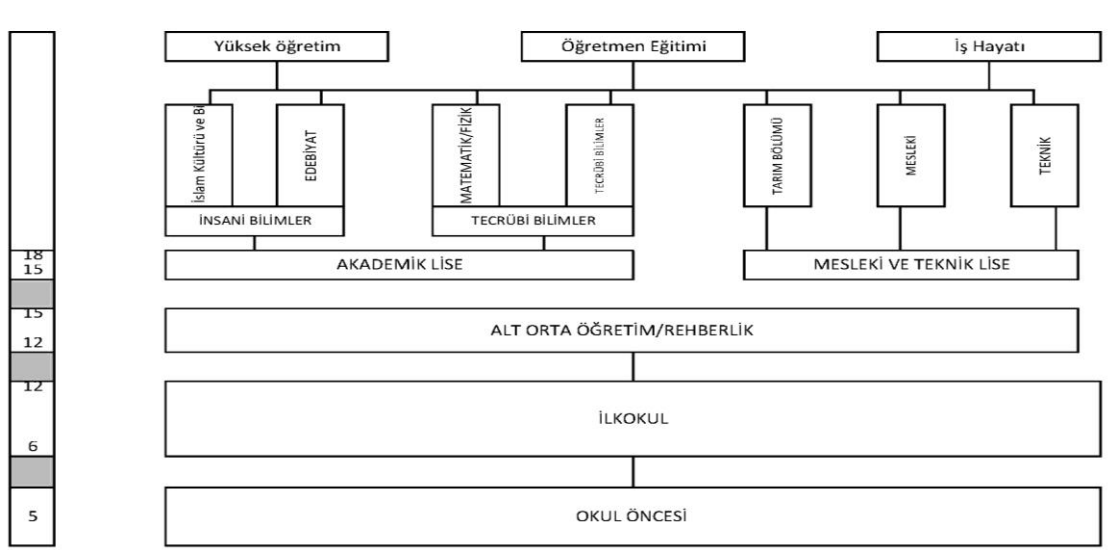 Yüksek öğretim
Öğretmen Eğitimi
İş Hayatı
İslam Kültürü ve Bi
EDEBİYAT
MATEMATİK/FİZİK
TECRÜBİ BİLİMLER
TARIM BÖLÜMÜ
MESLEKİ
TEKNİK
İNSANİ BİLİMLER
TECRÜBİ BİLİMLER
18
15
AKADEMİK LİSE
MESLEKİ VE TEKNİK LİSE
15
12
ALT ORTA ÖĞRETİM/REHBERLİK
12
6
İLKOKUL
5
OKUL ÖNCESİ